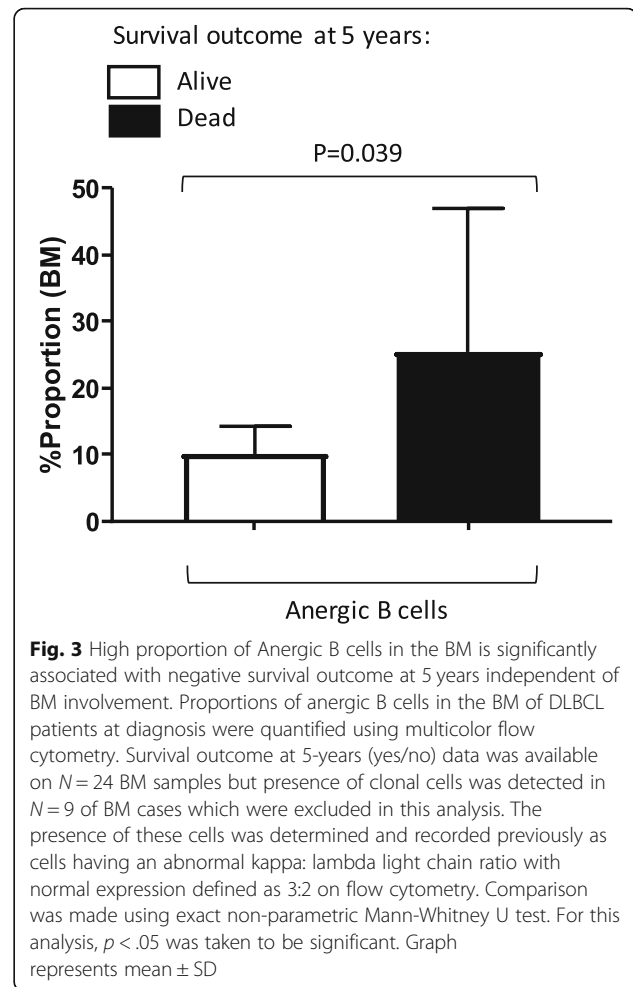 Survival outcome at 5 years:
Alive
Dead
P=0.039
50
40
30
20
10
0
%Proportion (BM)
Anergic B cells
Fig. 3 High proportion of Anergic B cells in the BM is significantly
associated with negative survival outcome at 5 years independent of
BM involvement. Proportions of anergic B cells in the BM of DLBCL
patients at diagnosis were quantified using multicolor flow
cytometry. Survival outcome at 5-years (yes/no) data was available
on N = 24 BM samples but presence of clonal cells was detected in
N = 9 of BM cases which were excluded in this analysis. The
presence of these cells was determined and recorded previously as
cells having an abnormal kappa: lambda light chain ratio with
normal expression defined as 3:2 on flow cytometry. Comparison
was made using exact non-parametric Mann-Whitney U test. For this
analysis, p < .05 was taken to be significant. Graph
represents mean ± SD